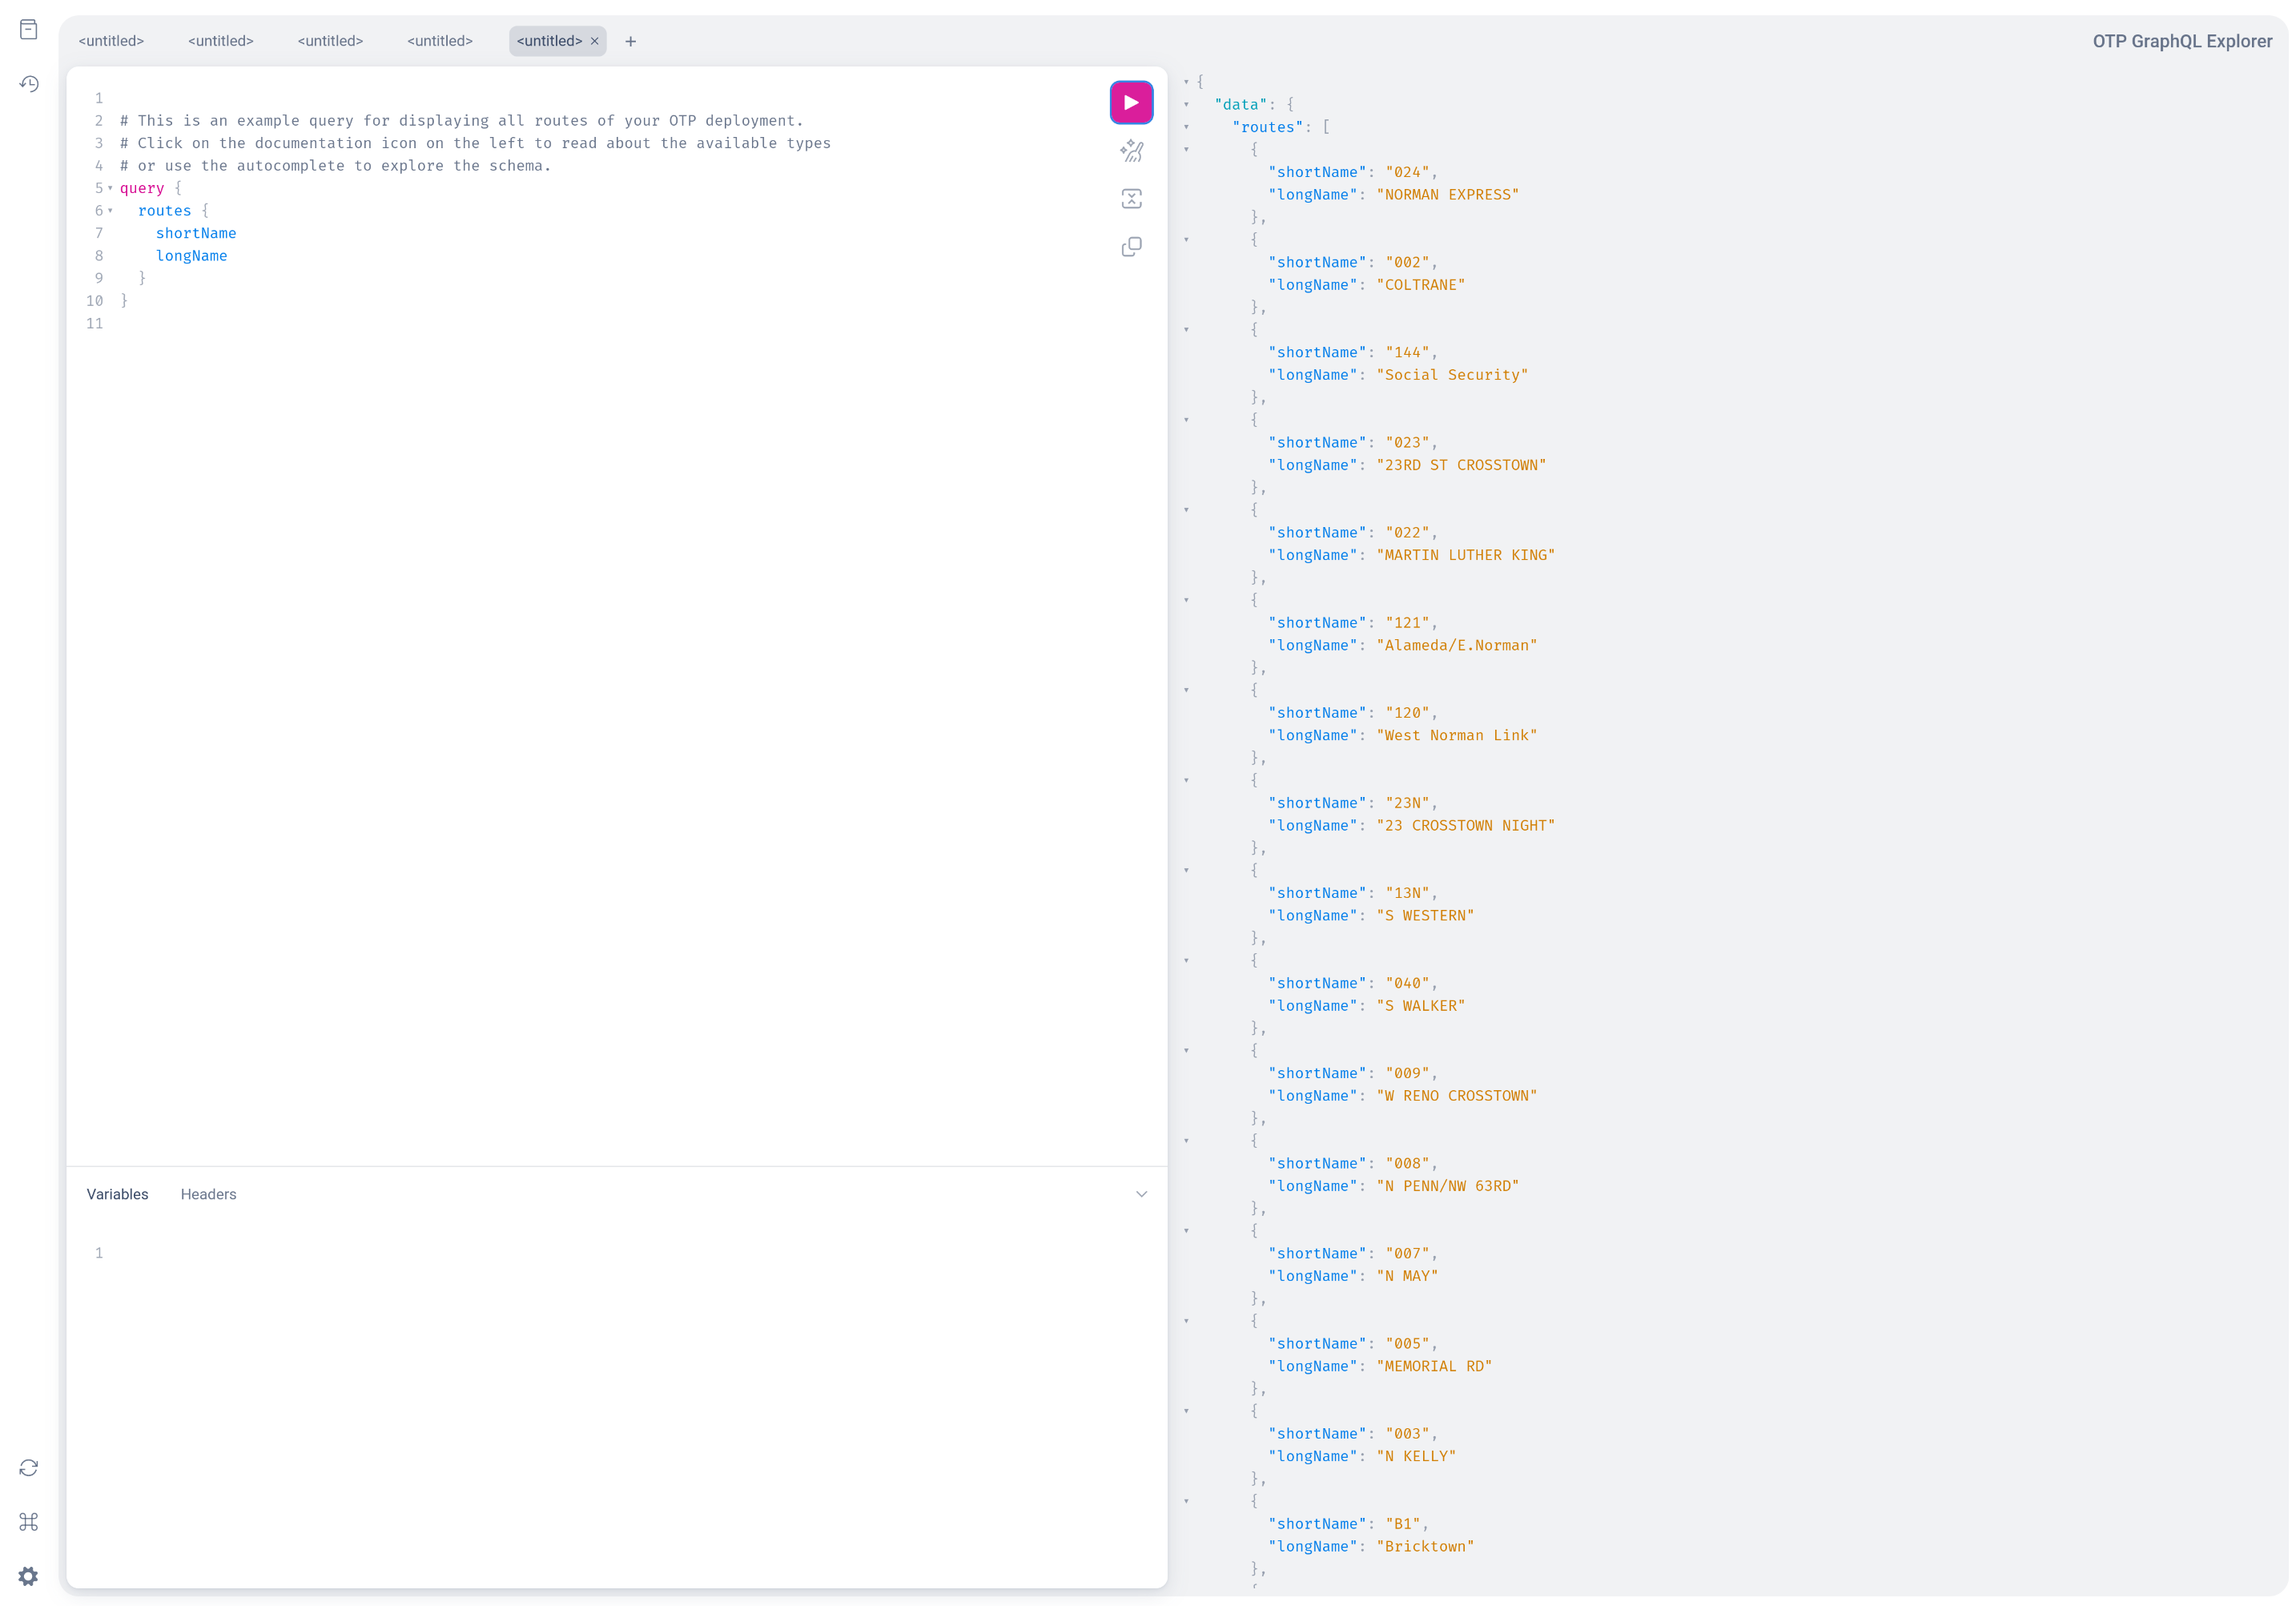 <untitled> <untitled> <untitled> <untitled> <untitled> × +
OTP GraphQL Explorer
1
2 # This is an example query for displaying all routes of your OTP deployment.
3 # Click on the documentation icon on the left to read about the available types
4 # or use the autocomplete to explore the schema.
5 query {
6   routes {
7     shortName
8     longName
9   }
10 }
11
Variables Headers
1
{
  "data": {
    "routes": [
      {
        "shortName": "024",
        "longName": "NORMAN EXPRESS"
      },
      {
        "shortName": "002",
        "longName": "COLTRANE"
      },
      {
        "shortName": "144",
        "longName": "Social Security"
      },
      {
        "shortName": "023",
        "longName": "23RD ST CROSSTOWN"
      },
      {
        "shortName": "022",
        "longName": "MARTIN LUTHER KING"
      },
      {
        "shortName": "121",
        "longName": "Alameda/E.Norman"
      },
      {
        "shortName": "120",
        "longName": "West Norman Link"
      },
      {
        "shortName": "23N",
        "longName": "23 CROSSTOWN NIGHT"
      },
      {
        "shortName": "13N",
        "longName": "S WESTERN"
      },
      {
        "shortName": "040",
        "longName": "S WALKER"
      },
      {
        "shortName": "009",
        "longName": "W RENO CROSSTOWN"
      },
      {
        "shortName": "008",
        "longName": "N PENN/NW 63RD"
      },
      {
        "shortName": "007",
        "longName": "N MAY"
      },
      {
        "shortName": "005",
        "longName": "MEMORIAL RD"
      },
      {
        "shortName": "003",
        "longName": "N KELLY"
      },
      {
        "shortName": "B1",
        "longName": "Bricktown"
      },
      {